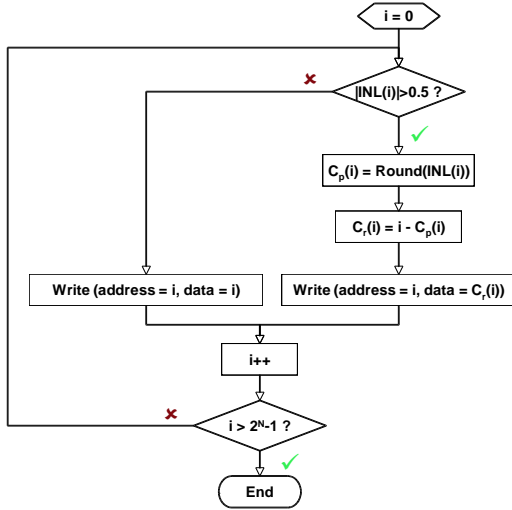 i = 0
|INL(i)|>0.5 ?
Cₚ(i) = Round(INL(i))
Cᵣ(i) = i - Cₚ(i)
Write (address = i, data = i)
Write (address = i, data = Cᵣ(i))
i++
i > 2ᴺ-1 ?
End